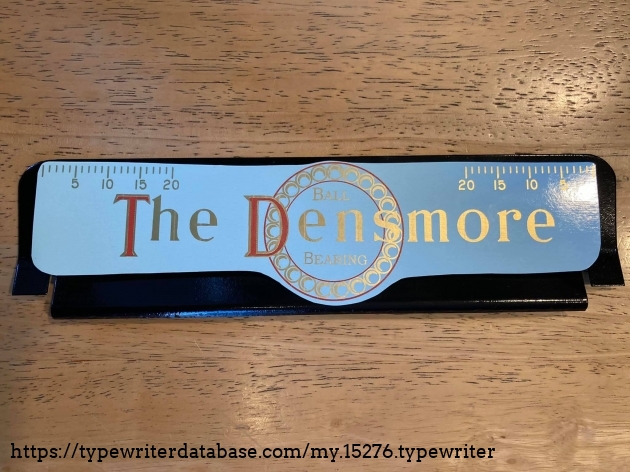 5 10 15 20
20 15 10 5
Ball
The Densmore
Bearing
https://typewriterdatabase.com/my.15276.typewriter